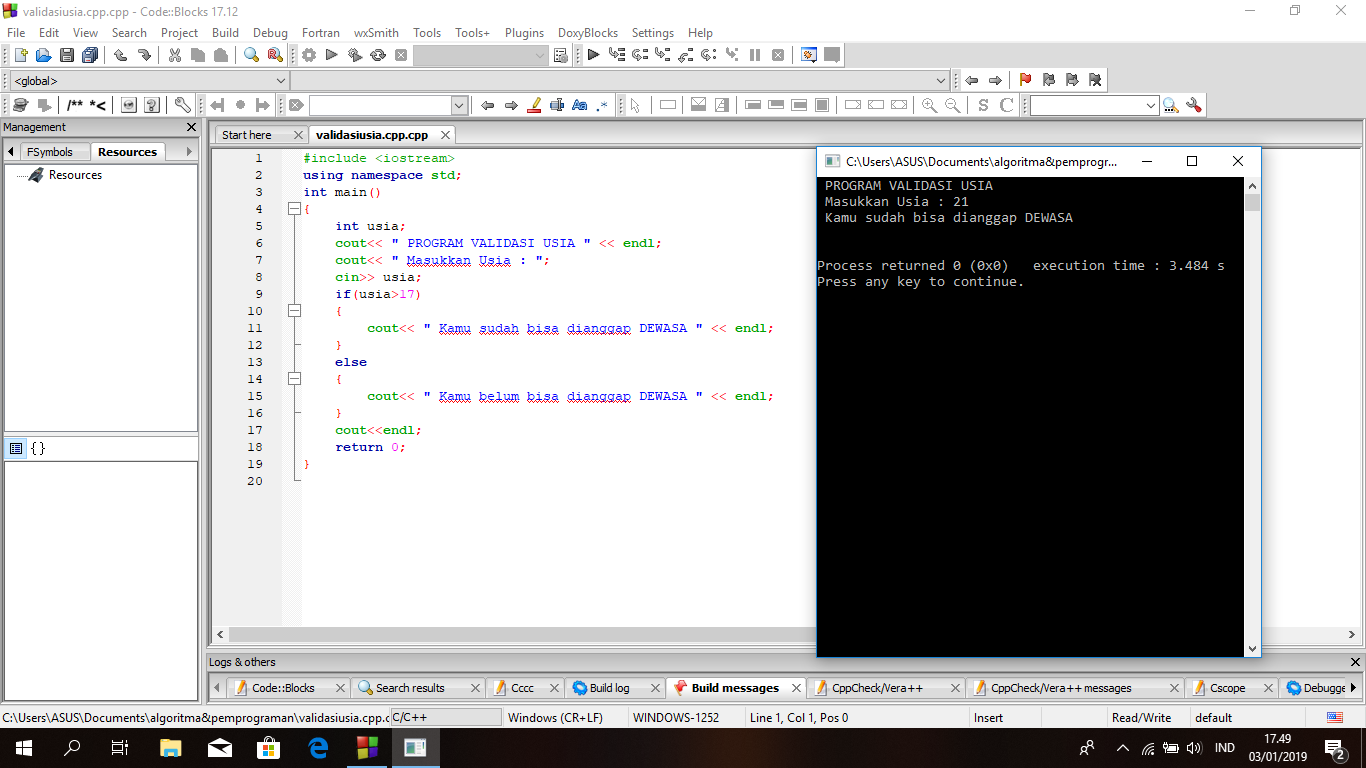 validasiusia.cpp.cpp - Code::Blocks 17.12
File Edit View Search Project Build Debug Fortran wxSmith Tools Tools+ Plugins DoxyBlocks Settings Help
<global>
/** *<
Aa .*
S C
Management
FSymbols Resources
Resources
{}
Start here validasiusia.cpp.cpp
1 #include <iostream>
2 using namespace std;
3 int main()
4 {
5 int usia;
6 cout<< " PROGRAM VALIDASI USIA " << endl;
7 cout<< " Masukkan Usia : ";
8 cin>> usia;
9 if(usia>17)
10 {
11 cout<< " Kamu sudah bisa dianggap DEWASA " << endl;
12 }
13 else
14 {
15 cout<< " Kamu belum bisa dianggap DEWASA " << endl;
16 }
17 cout<<endl;
18 return 0;
19 }
20
C:\Users\ASUS\Documents\algoritma&pemprogr...
PROGRAM VALIDASI USIA
Masukkan Usia : 21
Kamu sudah bisa dianggap DEWASA
Process returned 0 (0x0) execution time : 3.484 s
Press any key to continue.
Logs & others
Code::Blocks Search results Cccc Build log Build messages CppCheck/Vera++ CppCheck/Vera++ messages Cscope Debugge
C:\Users\ASUS\Documents\algoritma&pemprograman\validasiusia.cpp.c C/C++ Windows (CR+LF) WINDOWS-1252 Line 1, Col 1, Pos 0 Insert Read/Write default
IND
17.49
03/01/2019
2